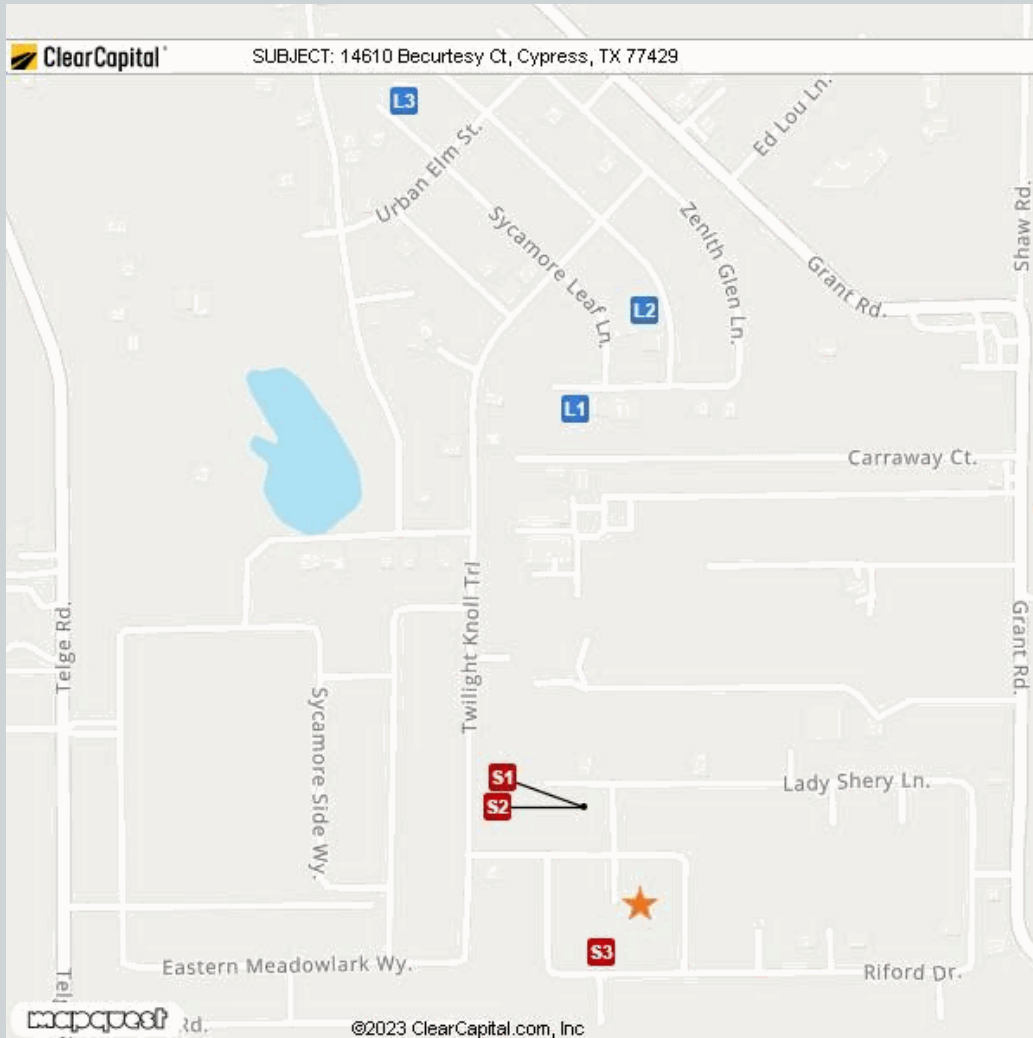 ClearCapital
SUBJECT: 14610 Becurtesy Ct, Cypress, TX 77429
L3
Ed Lou Ln.
Urban Elm St.
Shaw Rd.
Sycamore Leaf Ln.
Zenith Glen Ln.
Grant Rd.
L2
L1
Carraway Ct.
Telge Rd.
Twilight Knoll Trl
Grant Rd.
Sycamore Side Wy.
S1
Lady Shery Ln.
S2
S3
Eastern Meadowlark Wy.
Riford Dr.
mapquest
Rd.
©2023 ClearCapital.com, Inc